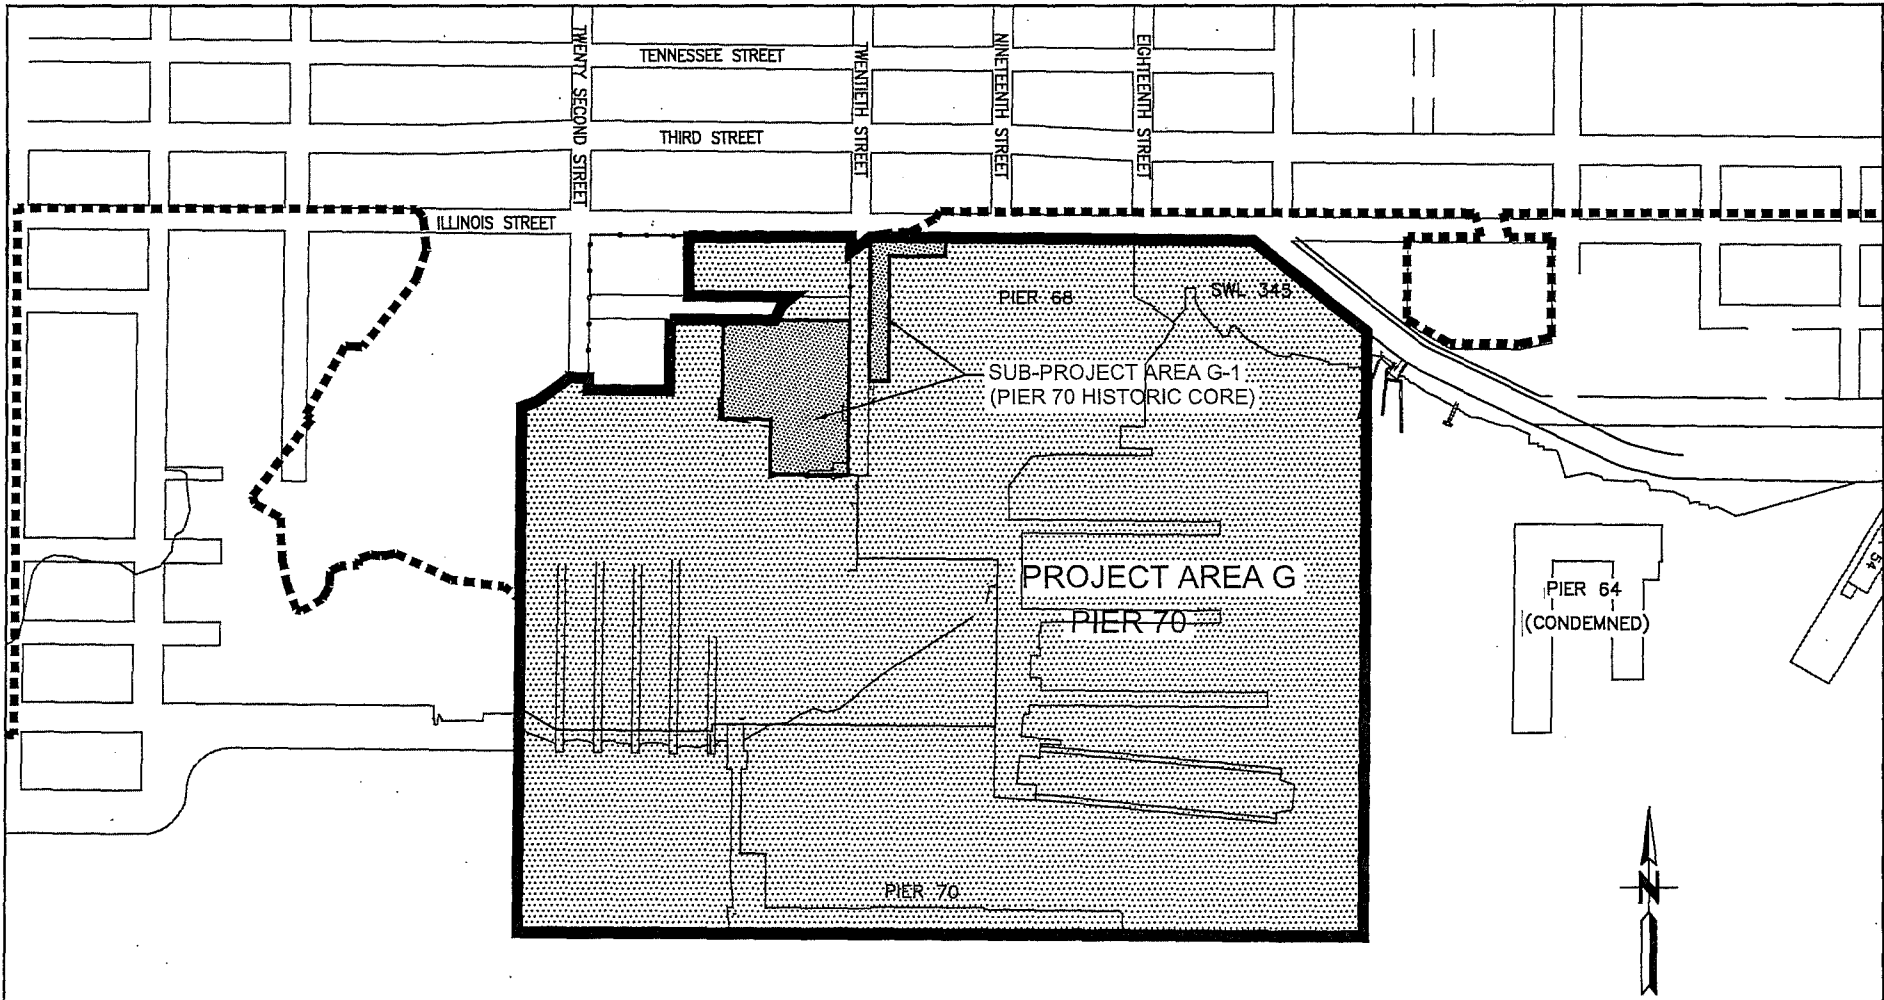 TENNESSEE STREET
THIRD STREET
ILLINOIS STREET
TWENTY SECOND STREET
TWENTIETH STREET
NINETEENTH STREET
EIGHTEENTH STREET
PIER 68
SWL 345
SUB-PROJECT AREA G-1
(PIER 70 HISTORIC CORE)
PROJECT AREA G
PIER 70
PIER 64
(CONDEMNED)
54
PIER 70
N